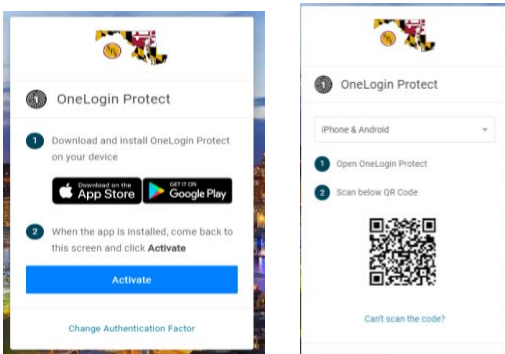 OneLogin Protect
1 Download and install OneLogin Protect
on your device
Download on the
App Store
GET IT ON
Google Play
2 When the app is installed, come back to
this screen and click Activate
Activate
Change Authentication Factor
OneLogin Protect
iPhone & Android
1 Open OneLogin Protect
2 Scan below QR Code
Can't scan the code?